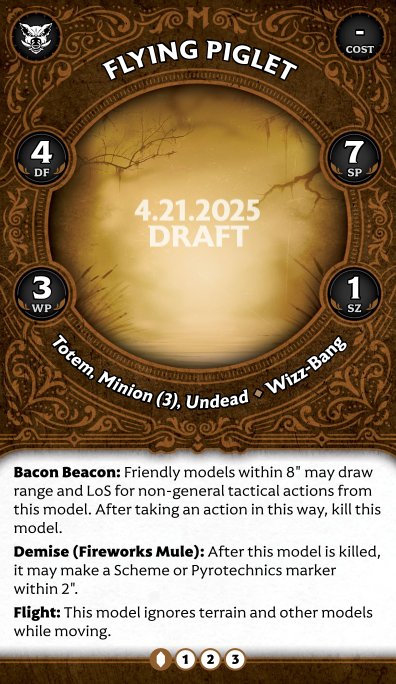 FLYING PIGLET
-
COST
4
DF
7
SP
4.21.2025
DRAFT
3
WP
1
SZ
Totem, Minion (3), Undead ⬥ Wizz-Bang
Bacon Beacon: Friendly models within 8" may draw
range and LoS for non-general tactical actions from
this model. After taking an action in this way, kill this
model.
Demise (Fireworks Mule): After this model is killed,
it may make a Scheme or Pyrotechnics marker
within 2".
Flight: This model ignores terrain and other models
while moving.
1 2 3